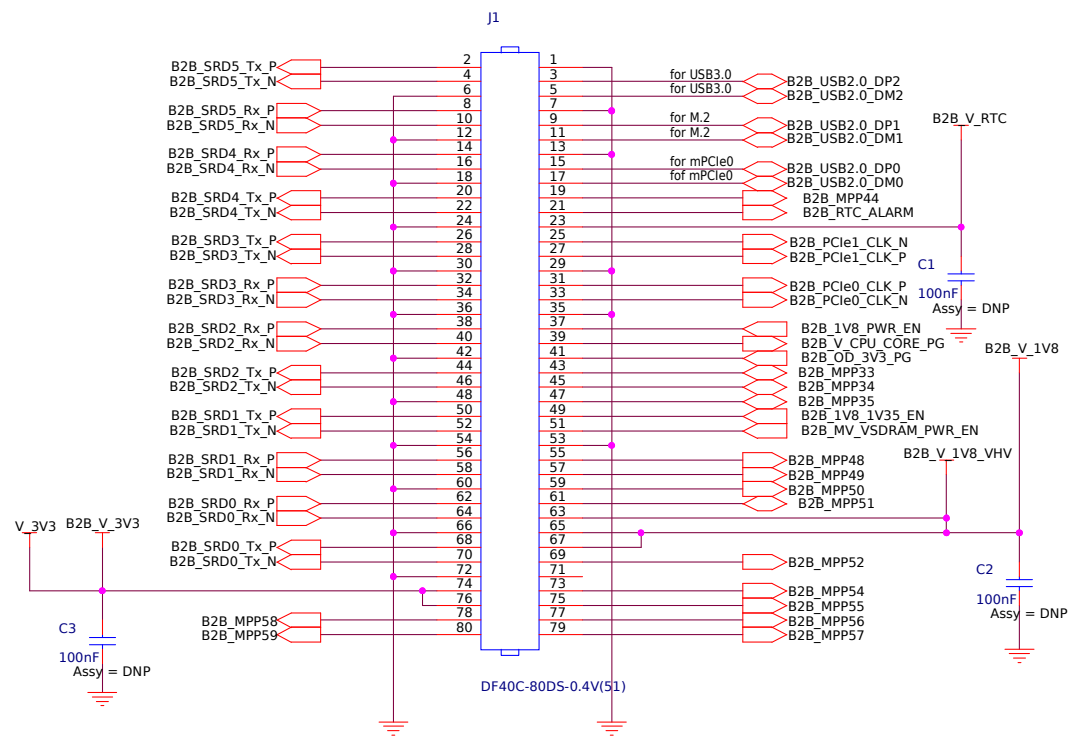 J1
B2B_SRD5_Tx_P 2 1
B2B_SRD5_Tx_N 4 3 for USB3.0 B2B_USB2.0_DP2
6 5 for USB3.0 B2B_USB2.0_DM2
B2B_SRD5_Rx_P 8 7
B2B_SRD5_Rx_N 10 9 for M.2 B2B_USB2.0_DP1
12 11 for M.2 B2B_USB2.0_DM1
B2B_V_RTC
B2B_SRD4_Rx_P 14 13
B2B_SRD4_Rx_N 16 15 for mPCIe0 B2B_USB2.0_DP0
18 17 for mPCIe0 B2B_USB2.0_DM0
B2B_SRD4_Tx_P 20 19 B2B_MPP44
B2B_SRD4_Tx_N 22 21 B2B_RTC_ALARM
24 23
B2B_SRD3_Tx_P 26 25 B2B_PCIe1_CLK_N
B2B_SRD3_Tx_N 28 27 B2B_PCIe1_CLK_P
30 29
C1
100nF
Assy = DNP
B2B_SRD3_Rx_P 32 31 B2B_PCIe0_CLK_P
B2B_SRD3_Rx_N 34 33 B2B_PCIe0_CLK_N
36 35
B2B_SRD2_Rx_P 38 37 B2B_1V8_PWR_EN
B2B_SRD2_Rx_N 40 39 B2B_V_CPU_CORE_PG
42 41 B2B_OD_3V3_PG
B2B_V_1V8
B2B_SRD2_Tx_P 44 43 B2B_MPP33
B2B_SRD2_Tx_N 46 45 B2B_MPP34
48 47 B2B_MPP35
B2B_SRD1_Tx_P 50 49 B2B_1V8_1V35_EN
B2B_SRD1_Tx_N 52 51 B2B_MV_VSDRAM_PWR_EN
54 53
B2B_V_1V8_VHV
B2B_SRD1_Rx_P 56 55 B2B_MPP48
B2B_SRD1_Rx_N 58 57 B2B_MPP49
60 59 B2B_MPP50
B2B_SRD0_Rx_P 62 61 B2B_MPP51
B2B_SRD0_Rx_N 64 63
V_3V3 B2B_V_3V3
66 65
B2B_SRD0_Tx_P 68 67
B2B_SRD0_Tx_N 70 69 B2B_MPP52
72 71
C2
100nF
Assy = DNP
74 73 B2B_MPP54
76 75 B2B_MPP55
B2B_MPP58 78 77 B2B_MPP56
B2B_MPP59 80 79 B2B_MPP57
C3
100nF
Assy = DNP
DF40C-80DS-0.4V(51)